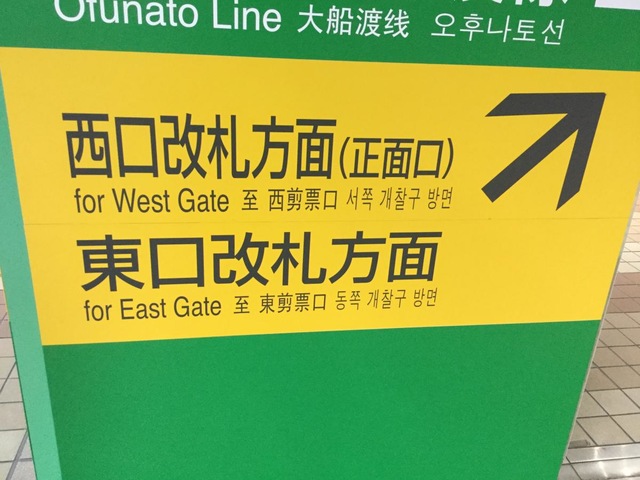 Ofunato Line 大船渡线 오후나토선
西口改札方面(正面口)
for West Gate 至 西剪票口 서쪽 개찰구 방면
東口改札方面
for East Gate 至 東剪票口 동쪽 개찰구 방면